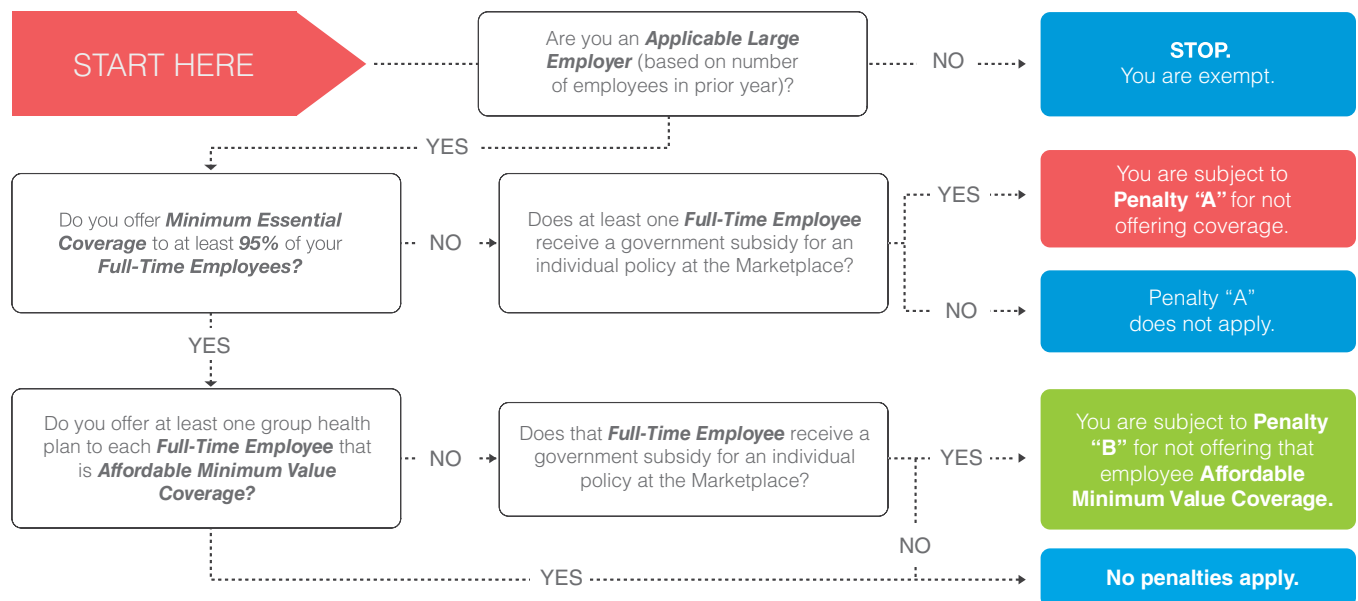 START HERE
Are you an Applicable Large
Employer (based on number
of employees in prior year)?
NO
STOP.
You are exempt.
YES
Do you offer Minimum Essential
Coverage to at least 95% of your
Full-Time Employees?
NO
Does at least one Full-Time Employee
receive a government subsidy for an
individual policy at the Marketplace?
YES
You are subject to
Penalty “A” for not
offering coverage.
NO
Penalty “A”
does not apply.
YES
Do you offer at least one group health
plan to each Full-Time Employee that
is Affordable Minimum Value
Coverage?
NO
Does that Full-Time Employee receive a
government subsidy for an individual
policy at the Marketplace?
YES
You are subject to Penalty
“B” for not offering that
employee Affordable
Minimum Value Coverage.
NO
YES
No penalties apply.